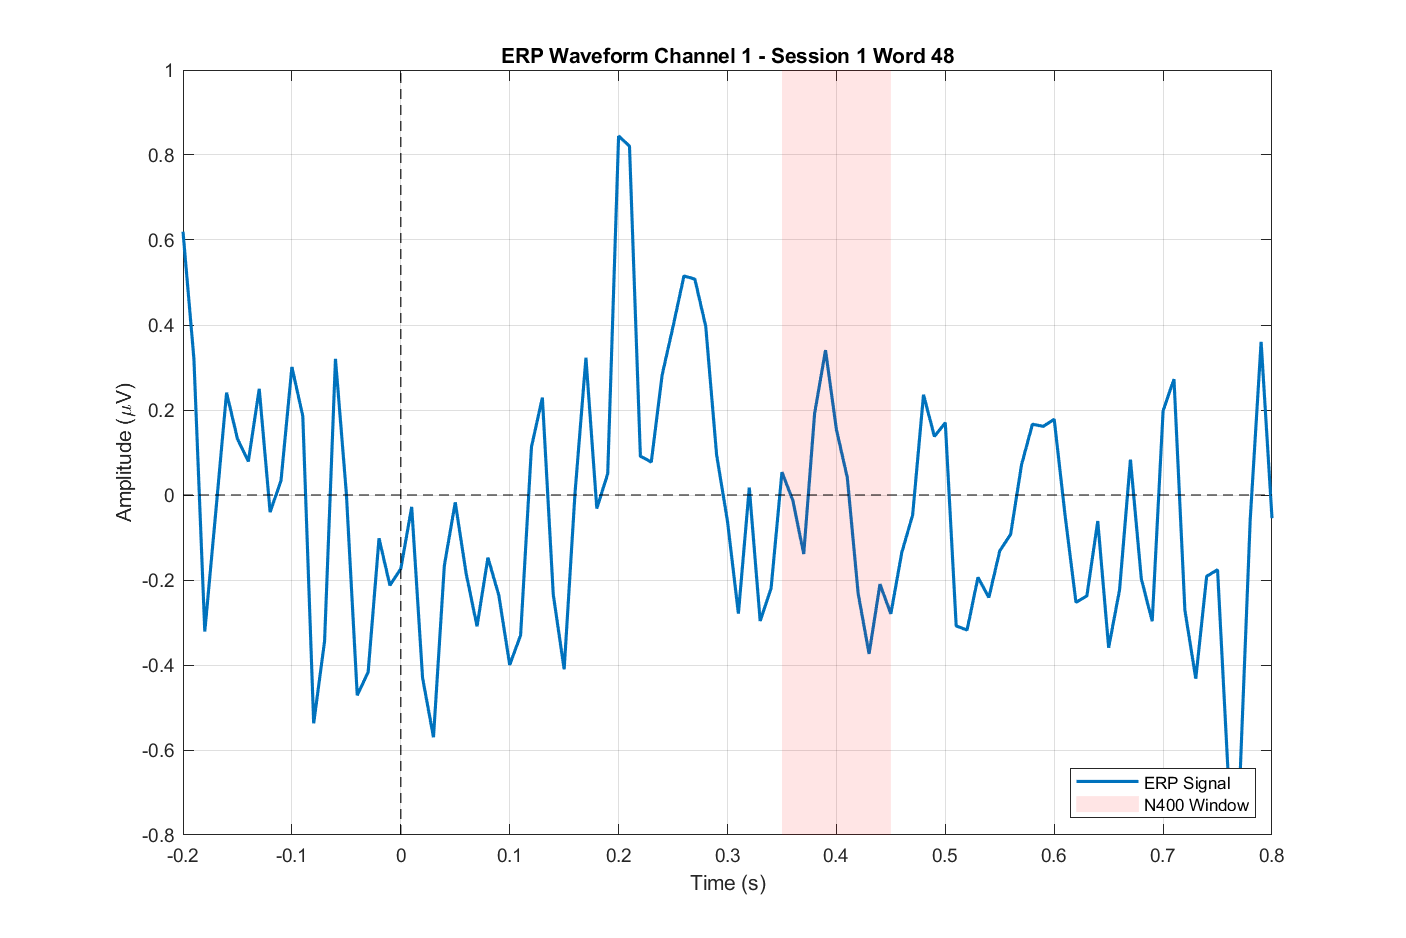 ERP Waveform Channel 1 - Session 1 Word 48
1
0.8
0.6
0.4
0.2
0
-0.2
-0.4
-0.6
-0.8
Amplitude (μV)
-0.2 -0.1 0 0.1 0.2 0.3 0.4 0.5 0.6 0.7 0.8
Time (s)
ERP Signal
N400 Window